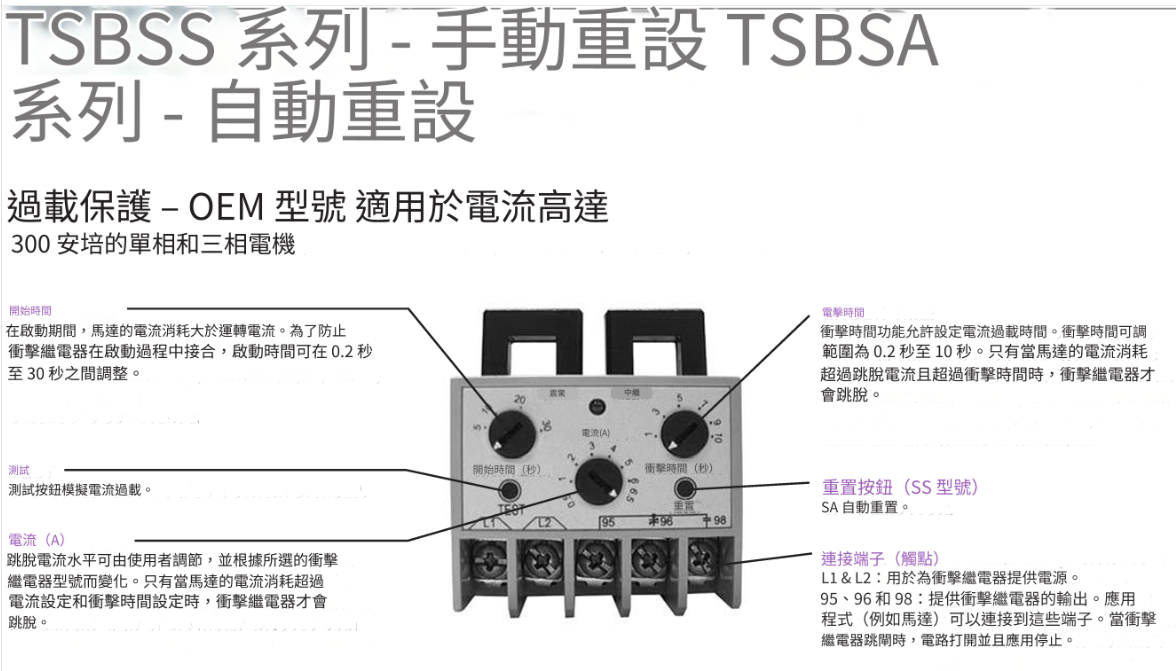 TSBSS 系列 - 手動重設 TSBSA
系列 - 自動重設
過載保護 – OEM 型號 適用於電流高達
300 安培的單相和三相電機
開始時間
在啟動期間，馬達的電流消耗大於運轉電流。為了防止
衝擊繼電器在啟動過程中接合，啟動時間可在 0.2 秒
至 30 秒之間調整。
測試
測試按鈕模擬電流過載。
電流（A）
跳脫電流水平可由使用者調節，並根據所選的衝擊
繼電器型號而變化。只有當馬達的電流消耗超過
電流設定和衝擊時間設定時，衝擊繼電器才會
跳脫。
震驚
中繼
5
20
30
1
3
5
7
9
10
電流(A)
開始時間（秒）
衝擊時間（秒）
1
2
3
4
5
6
6.5
TEST
重置
L1
L2
95
96
98
電擊時間
衝擊時間功能允許設定電流過載時間。衝擊時間可調
範圍為 0.2 秒至 10 秒。只有當馬達的電流消耗
超過跳脫電流且超過衝擊時間時，衝擊繼電器才
會跳脫。
重置按鈕（SS 型號）
SA 自動重置。
連接端子（觸點）
L1 & L2：用於為衝擊繼電器提供電源。
95、96 和 98：提供衝擊繼電器的輸出。應用
程式（例如馬達）可以連接到這些端子。當衝擊
繼電器跳閘時，電路打開並且應用停止。